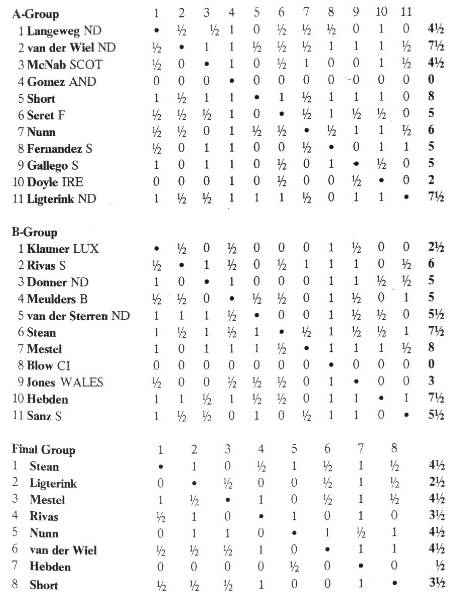 A-Group 1 2 3 4 5 6 7 8 9 10 11
1 Langeweg ND • ½ ½ 1 0 ½ ½ ½ 0 1 0 4½
2 van der Wiel ND ½ • 1 1 ½ ½ ½ 1 1 1 ½ 7½
3 McNab SCOT ½ 0 • 1 0 ½ 1 0 0 1 ½ 4½
4 Gomez AND 0 0 0 • 0 0 0 0 0 0 0 0
5 Short 1 ½ 1 1 • 1 ½ 1 1 1 0 8
6 Seret F ½ ½ ½ 1 0 • ½ 1 ½ ½ 0 5
7 Nunn ½ ½ 0 1 ½ ½ • ½ 1 1 ½ 6
8 Fernandez S ½ 0 1 1 0 0 ½ • 0 1 1 5
9 Gallego S 1 0 1 1 0 ½ 0 1 • ½ 0 5
10 Doyle IRE 0 0 0 1 0 ½ 0 0 ½ • 0 2
11 Ligterink ND 1 ½ ½ 1 1 1 ½ 0 1 1 • 7½
B-Group
1 Klauner LUX • ½ 0 ½ 0 0 0 1 ½ 0 0 2½
2 Rivas S ½ • 1 ½ 0 ½ 1 1 1 0 ½ 6
3 Donner ND 1 0 • 1 0 0 0 1 1 ½ ½ 5
4 Meulders B ½ ½ 0 • ½ ½ 0 1 ½ 0 1 5
5 van der Sterren ND 1 1 1 ½ • 0 0 1 ½ ½ 0 5½
6 Stean 1 ½ 1 ½ 1 • ½ 1 ½ ½ 1 7½
7 Mestel 1 0 1 1 1 ½ • 1 1 1 ½ 8
8 Blow CI 0 0 0 0 0 0 0 • 0 0 0 0
9 Jones WALES ½ 0 0 ½ ½ ½ 0 1 • 0 0 3
10 Hebden 1 1 ½ 1 ½ ½ 0 1 1 • 1 7½
11 Sanz S 1 ½ ½ 0 1 0 ½ 1 1 0 • 5½
Final Group 1 2 3 4 5 6 7 8
1 Stean • 1 0 ½ 1 ½ 1 ½ 4½
2 Ligterink 0 • ½ 0 0 ½ 1 ½ 2½
3 Mestel 1 ½ • 1 0 ½ 1 ½ 4½
4 Rivas ½ 1 0 • 1 0 1 0 3½
5 Nunn 0 1 1 0 • 1 ½ 1 4½
6 van der Wiel ½ ½ ½ 1 0 • 1 1 4½
7 Hebden 0 0 0 0 ½ 0 • 0 ½
8 Short ½ ½ ½ 1 0 0 1 • 3½